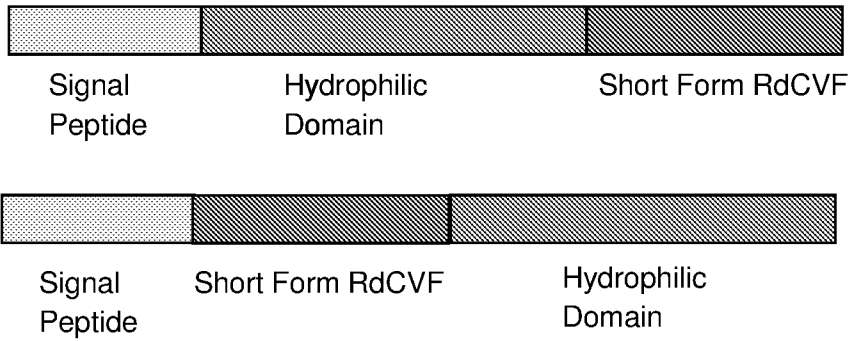 Signal Peptide
Hydrophilic Domain
Short Form RdCVF
Signal Peptide
Short Form RdCVF
Hydrophilic Domain